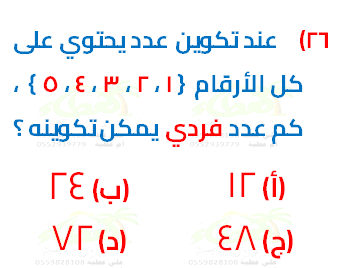 ٢٦) عند تكوين عدد يحتوي على
كل الأرقام { ١ ، ٢ ، ٣ ، ٤ ، ٥ } ،
كم عدد فردي يمكن تكوينه ؟
(أ) ١٢
(ب) ٢٤
(ج) ٤٨
(د) ٧٢